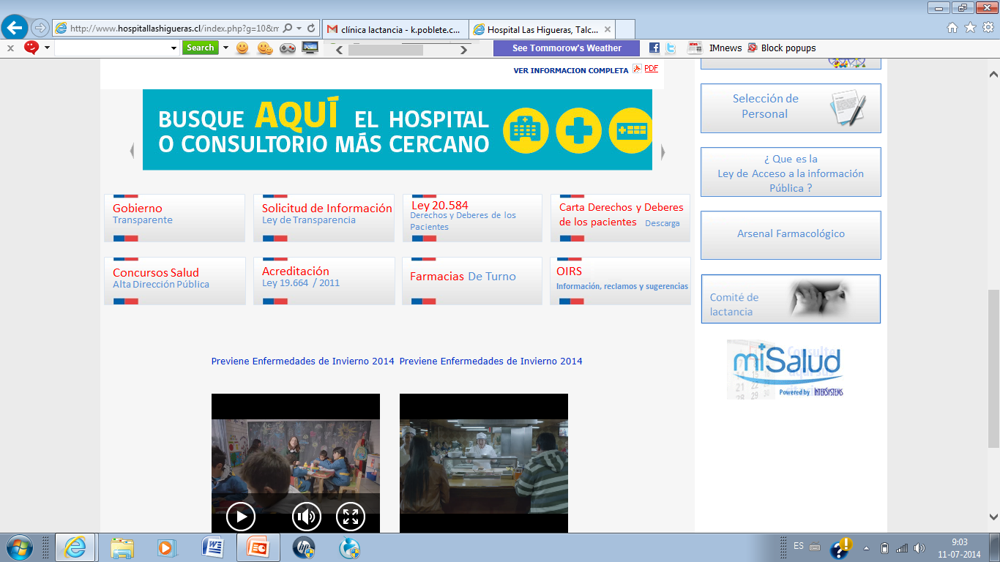 http://www.hospitallashigueras.cl/index.php?g=10&m
clínica lactancia - k.poblete.c...
Hospital Las Higueras, Talc...
Search
See Tommorow's Weather
IMnews
Block popups
VER INFORMACION COMPLETA
PDF
BUSQUE AQUÍ EL HOSPITAL
O CONSULTORIO MÁS CERCANO
Gobierno
Transparente
Solicitud de Información
Ley de Transparencia
Ley 20.584
Derechos y Deberes de los
Pacientes
Carta Derechos y Deberes
de los pacientes Descarga
Concursos Salud
Alta Dirección Pública
Acreditación
Ley 19.664 / 2011
Farmacias De Turno
OIRS
Información, reclamos y sugerencias
Selección de
Personal
¿ Que es la
Ley de Acceso a la información
Pública ?
Arsenal Farmacológico
Comité de
lactancia
miSalud
Powered by INTERSYSTEMS
Previene Enfermedades de Invierno 2014
Previene Enfermedades de Invierno 2014
ES
9:03
11-07-2014